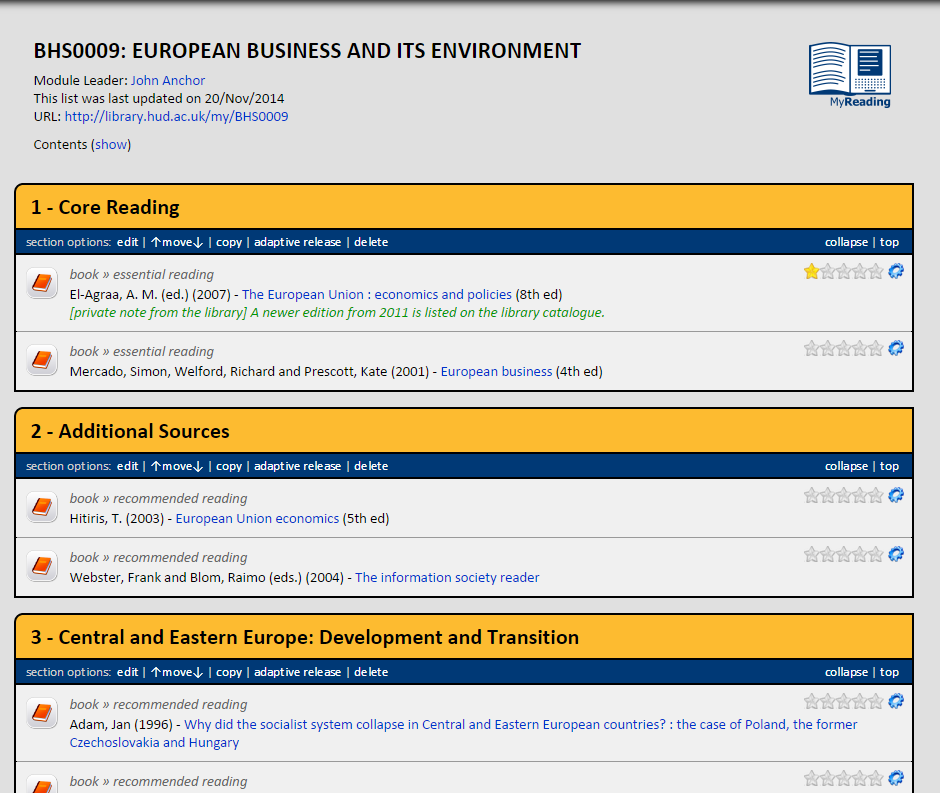 BHS0009: EUROPEAN BUSINESS AND ITS ENVIRONMENT
Module Leader: John Anchor
This list was last updated on 20/Nov/2014
URL: http://library.hud.ac.uk/my/BHS0009
Contents (show)
MyReading
1 - Core Reading
section options: edit | ↑move↓ | copy | adaptive release | delete collapse | top
book » essential reading
El-Agraa, A. M. (ed.) (2007) - The European Union : economics and policies (8th ed)
[private note from the library] A newer edition from 2011 is listed on the library catalogue.
book » essential reading
Mercado, Simon, Welford, Richard and Prescott, Kate (2001) - European business (4th ed)
2 - Additional Sources
section options: edit | ↑move↓ | copy | adaptive release | delete collapse | top
book » recommended reading
Hitiris, T. (2003) - European Union economics (5th ed)
book » recommended reading
Webster, Frank and Blom, Raimo (eds.) (2004) - The information society reader
3 - Central and Eastern Europe: Development and Transition
section options: edit | ↑move↓ | copy | adaptive release | delete collapse | top
book » recommended reading
Adam, Jan (1996) - Why did the socialist system collapse in Central and Eastern European countries? : the case of Poland, the former
Czechoslovakia and Hungary
book » recommended reading